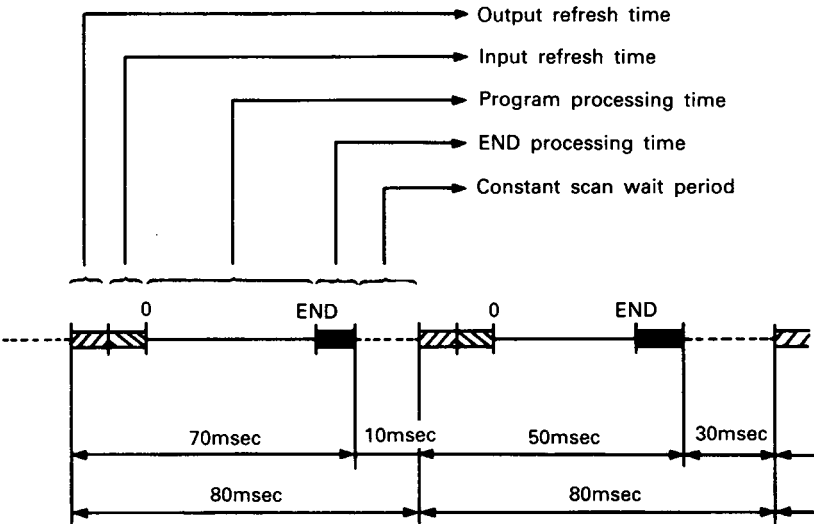 Output refresh time
Input refresh time
Program processing time
END processing time
Constant scan wait period
0 END 0 END
70msec 10msec 50msec 30msec
80msec 80msec